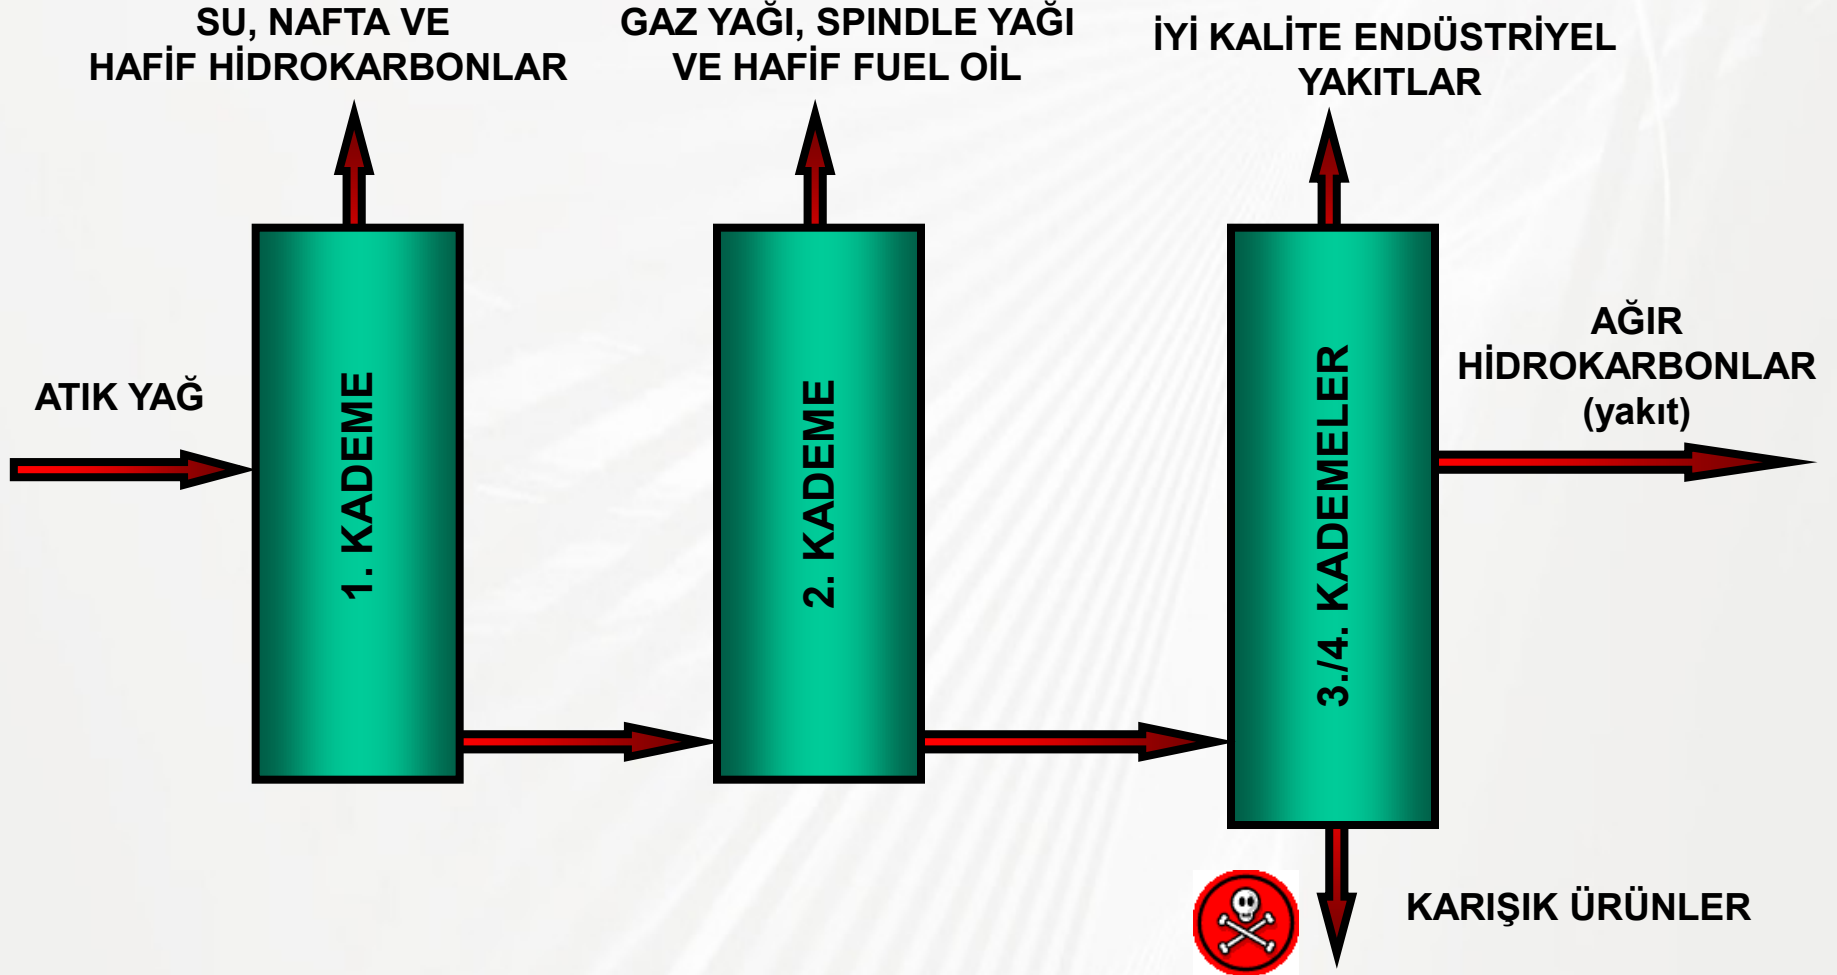 SU, NAFTA VE
HAFİF HİDROKARBONLAR
GAZ YAĞI, SPINDLE YAĞI
VE HAFİF FUEL OİL
İYİ KALİTE ENDÜSTRİYEL
YAKITLAR
ATIK YAĞ
1. KADEME
2. KADEME
3./4. KADEMELER
AĞIR
HİDROKARBONLAR
(yakıt)
KARIŞIK ÜRÜNLER